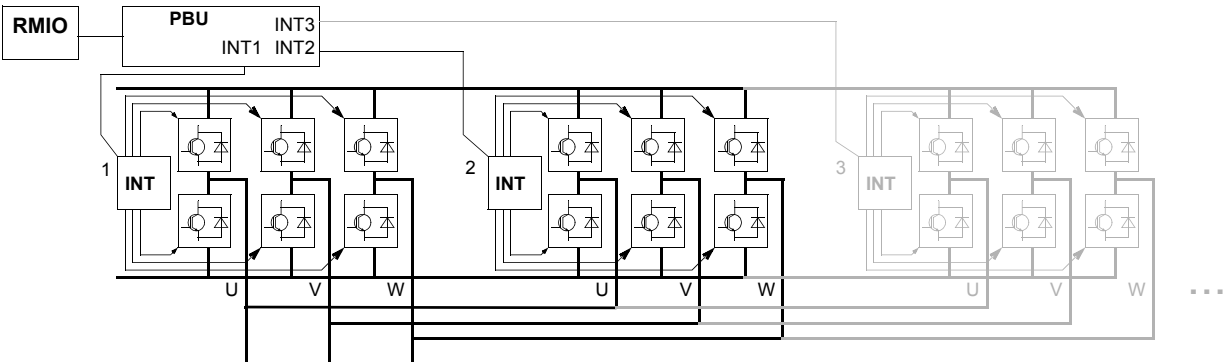 RMIO
PBU
INT3
INT1 INT2
1
INT
2
INT
3
INT
U V W
U V W
U V W
...